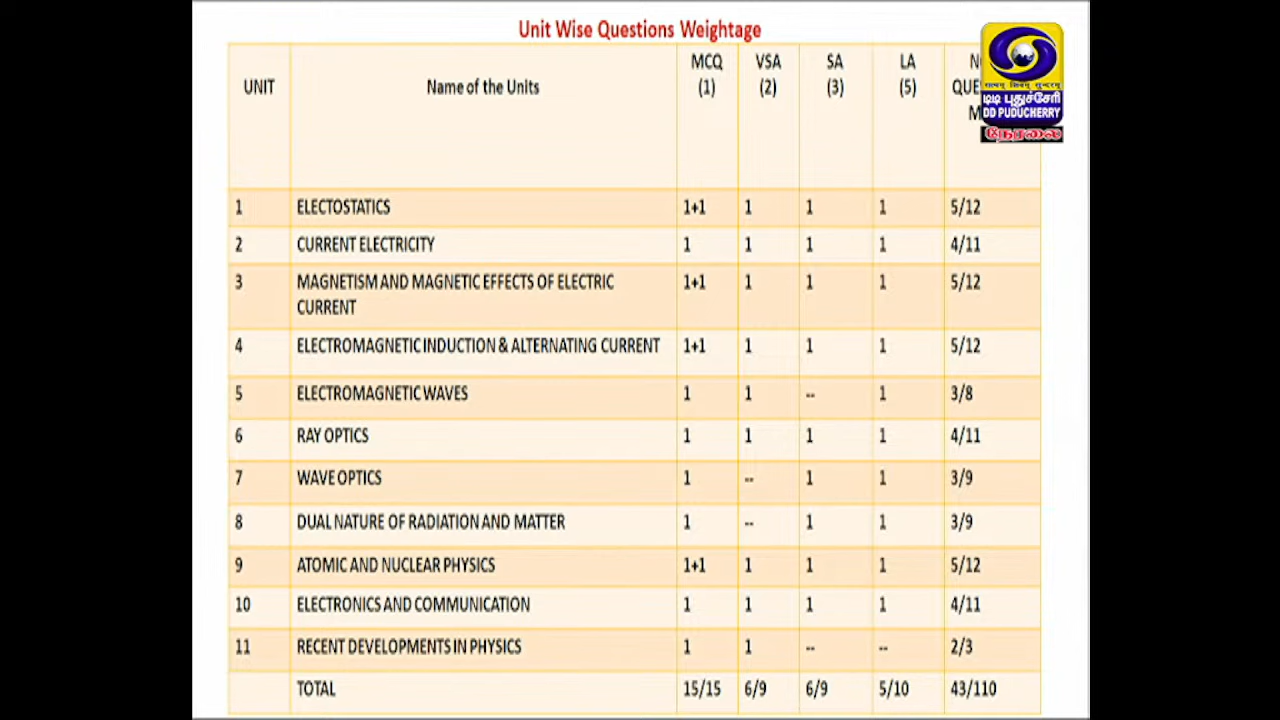 Unit Wise Questions Weightage
UNIT Name of the Units MCQ (1) VSA (2) SA (3) LA (5)
DD PUDUCHERRY
டிடி புதுச்சேரி
நேரலை
1 ELECTOSTATICS 1+1 1 1 1 5/12
2 CURRENT ELECTRICITY 1 1 1 1 4/11
3 MAGNETISM AND MAGNETIC EFFECTS OF ELECTRIC CURRENT 1+1 1 1 1 5/12
4 ELECTROMAGNETIC INDUCTION & ALTERNATING CURRENT 1+1 1 1 1 5/12
5 ELECTROMAGNETIC WAVES 1 1 -- 1 3/8
6 RAY OPTICS 1 1 1 1 4/11
7 WAVE OPTICS 1 -- 1 1 3/9
8 DUAL NATURE OF RADIATION AND MATTER 1 -- 1 1 3/9
9 ATOMIC AND NUCLEAR PHYSICS 1+1 1 1 1 5/12
10 ELECTRONICS AND COMMUNICATION 1 1 1 1 4/11
11 RECENT DEVELOPMENTS IN PHYSICS 1 1 -- -- 2/3
TOTAL 15/15 6/9 6/9 5/10 43/110